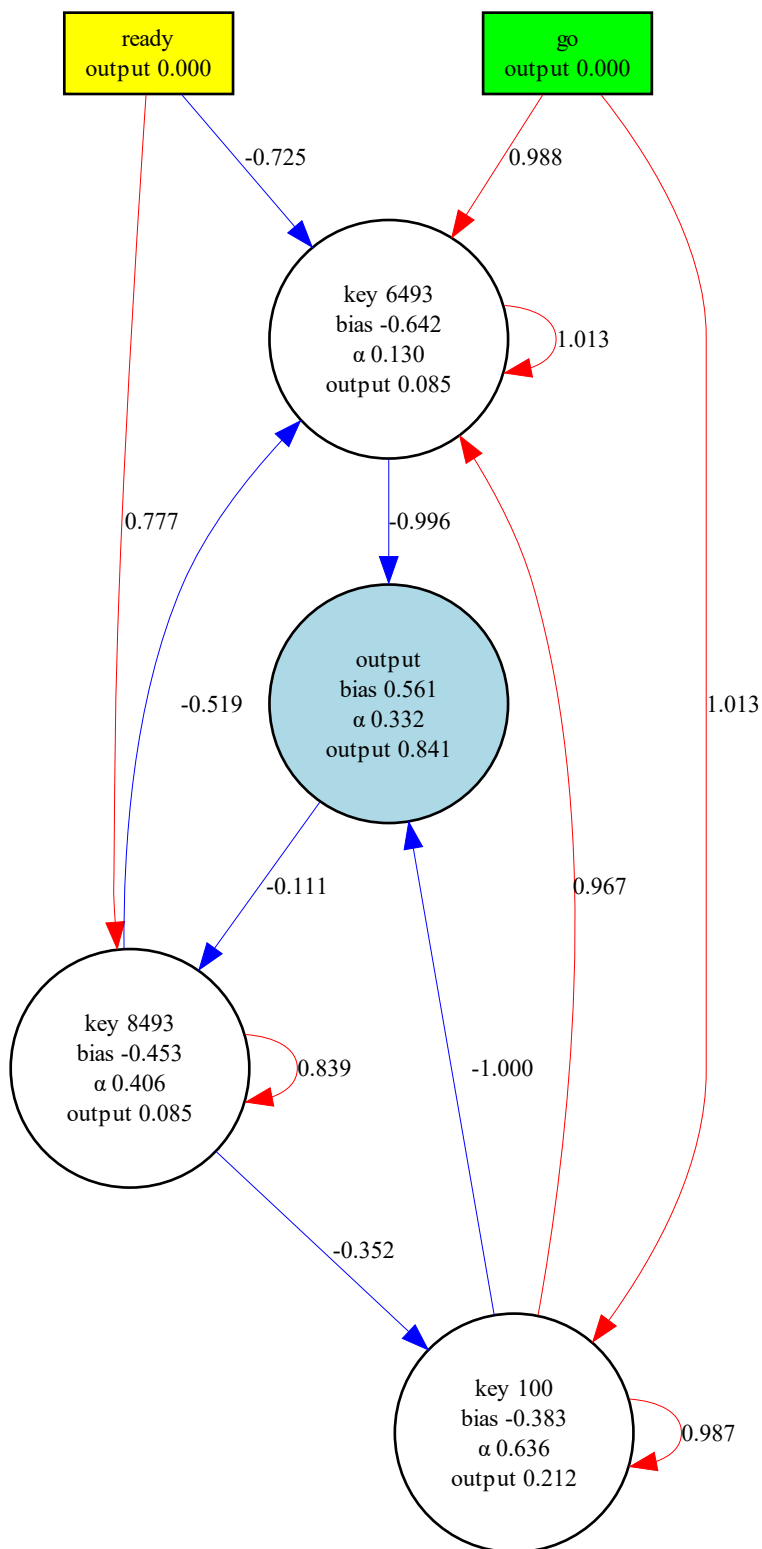 ready
output 0.000
go
output 0.000
-0.725
0.988
key 6493
bias -0.642
α 0.130
output 0.085
1.013
0.777
-0.996
output
bias 0.561
α 0.332
output 0.841
-0.519
1.013
-0.111
0.967
key 8493
bias -0.453
α 0.406
output 0.085
0.839
-1.000
-0.352
key 100
bias -0.383
α 0.636
output 0.212
0.987